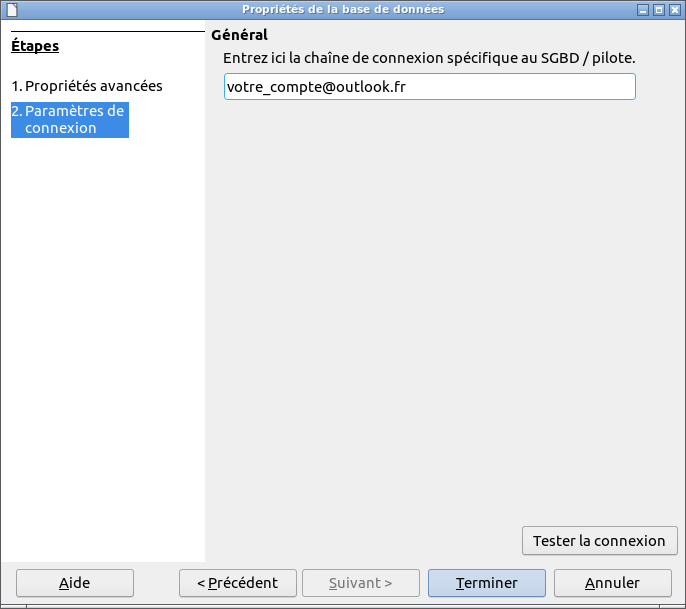 Propriétés de la base de données
Étapes
1. Propriétés avancées
2. Paramètres de
connexion
Général
Entrez ici la chaîne de connexion spécifique au SGBD / pilote.
votre_compte@outlook.fr
Tester la connexion
Aide
< Précédent
Suivant >
Terminer
Annuler